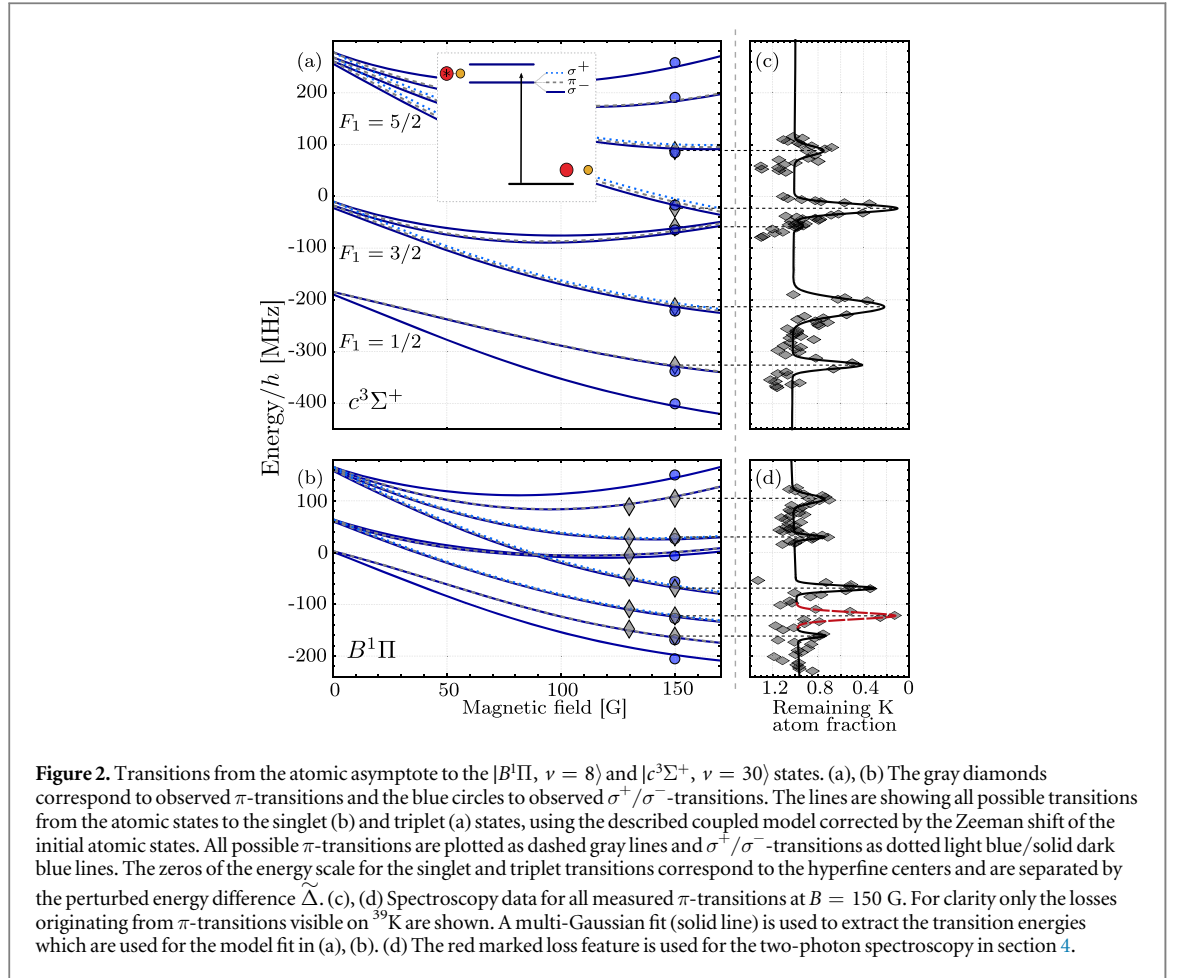 (a)
σ⁺
π−
σ⁻
F₁ = 5/2
F₁ = 3/2
F₁ = 1/2
c³Σ⁺
200
100
0
-100
-200
-300
-400
Energy/h [MHz]
(c)
(b)
B¹Π
100
0
-100
-200
0
50
100
150
Magnetic field [G]
(d)
1.2
0.8
0.4
0
Remaining K
atom fraction
Figure 2. Transitions from the atomic asymptote to the |B¹Π, ν = 8⟩ and |c³Σ⁺, ν = 30⟩ states. (a), (b) The gray diamonds
correspond to observed π-transitions and the blue circles to observed σ⁺/σ⁻-transitions. The lines are showing all possible transitions
from the atomic states to the singlet (b) and triplet (a) states, using the described coupled model corrected by the Zeeman shift of the
initial atomic states. All possible π-transitions are plotted as dashed gray lines and σ⁺/σ⁻-transitions as dotted light blue/solid dark
blue lines. The zeros of the energy scale for the singlet and triplet transitions correspond to the hyperfine centers and are separated by
the perturbed energy difference Δ̃. (c), (d) Spectroscopy data for all measured π-transitions at B = 150 G. For clarity only the losses
originating from π-transitions visible on ³⁹K are shown. A multi-Gaussian fit (solid line) is used to extract the transition energies
which are used for the model fit in (a), (b). (d) The red marked loss feature is used for the two-photon spectroscopy in section 4.